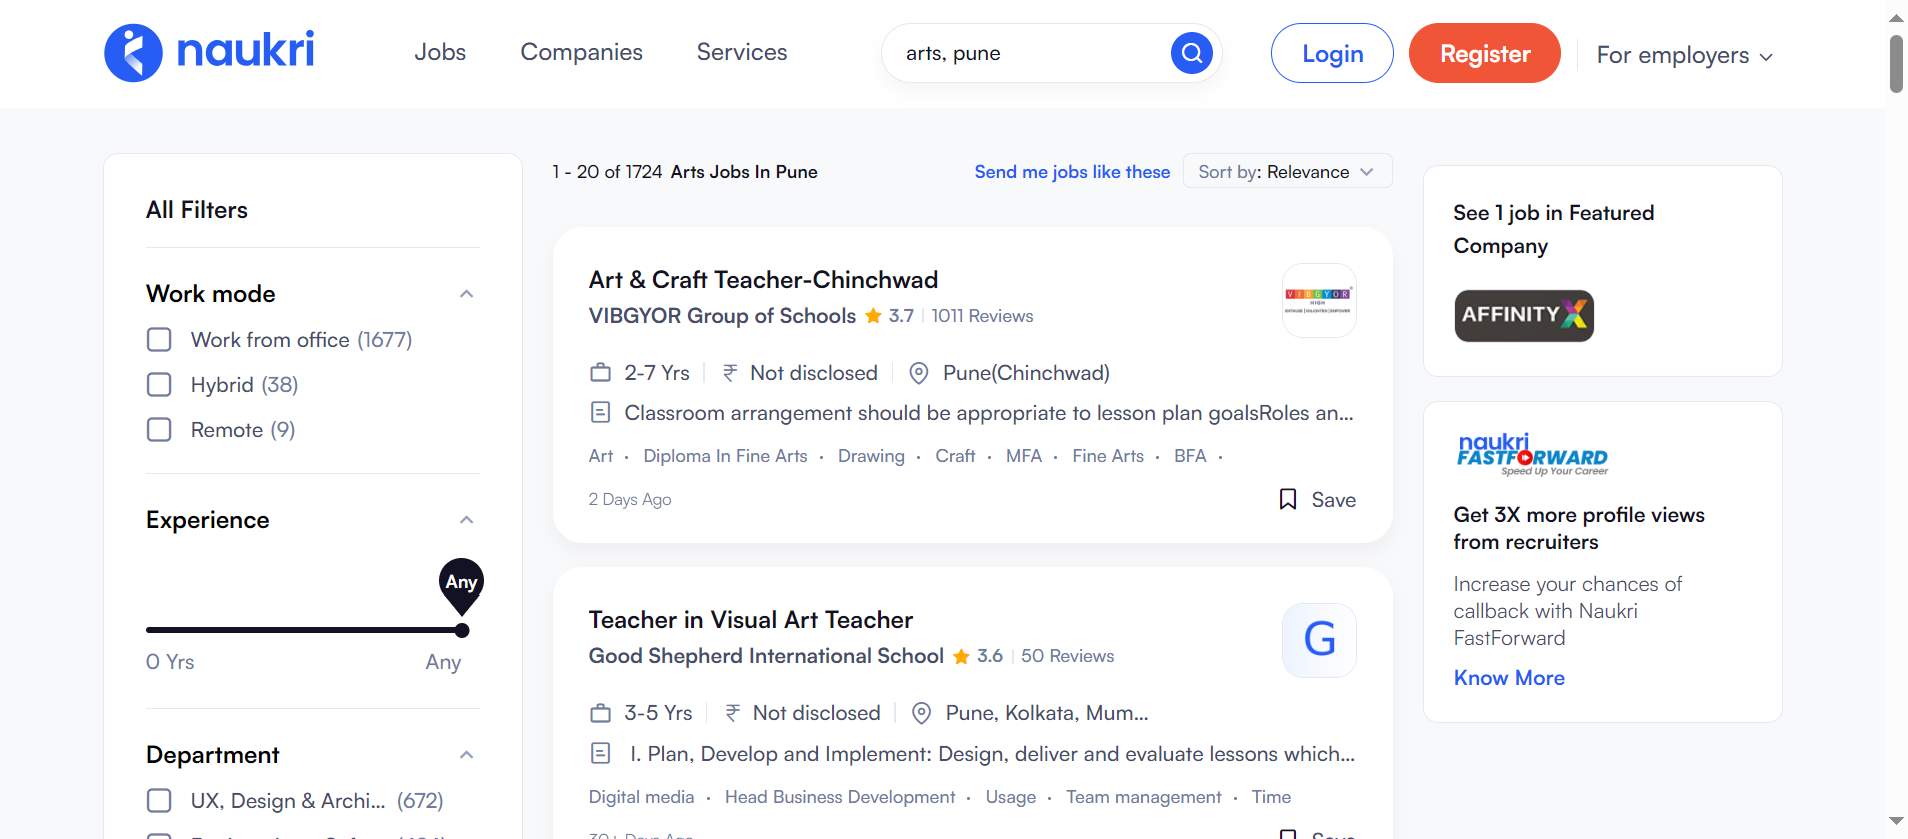 naukri
Jobs
Companies
Services
arts, pune
Login
Register
For employers
All Filters
Work mode
Work from office (1677)
Hybrid (38)
Remote (9)
Experience
Any
0 Yrs
Any
Department
UX, Design & Archi... (672)
1 - 20 of 1724 Arts Jobs In Pune
Send me jobs like these
Sort by: Relevance
Art & Craft Teacher-Chinchwad
VIBGYOR Group of Schools 3.7 1011 Reviews
VIBGYOR
HIGH
2-7 Yrs ₹ Not disclosed Pune(Chinchwad)
Classroom arrangement should be appropriate to lesson plan goalsRoles an...
Art · Diploma In Fine Arts · Drawing · Craft · MFA · Fine Arts · BFA ·
2 Days Ago
Save
Teacher in Visual Art Teacher
Good Shepherd International School 3.6 50 Reviews
G
3-5 Yrs ₹ Not disclosed Pune, Kolkata, Mum...
I. Plan, Develop and Implement: Design, deliver and evaluate lessons which...
Digital media · Head Business Development · Usage · Team management · Time
30+ Days Ago
Save
See 1 job in Featured
Company
AFFINITYX
naukri
FASTFORWARD
Speed Up Your Career
Get 3X more profile views
from recruiters
Increase your chances of
callback with Naukri
FastForward
Know More